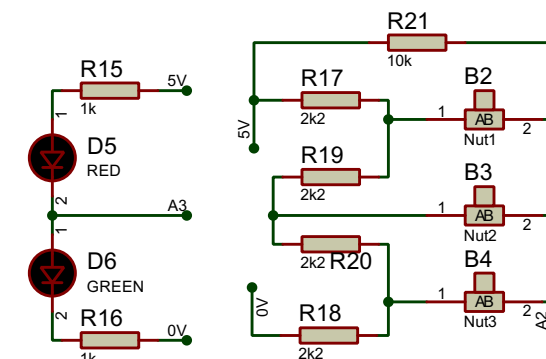 R15
5V
1k
1
D5
RED
2
A3
1
D6
GREEN
2
R16
0V
1k
R21
10k
5V
R17
2k2
B2
1
AB
2
Nut1
R19
2k2
B3
1
AB
2
Nut2
2k2
R20
B4
1
AB
2
Nut3
A2
0V
R18
2k2